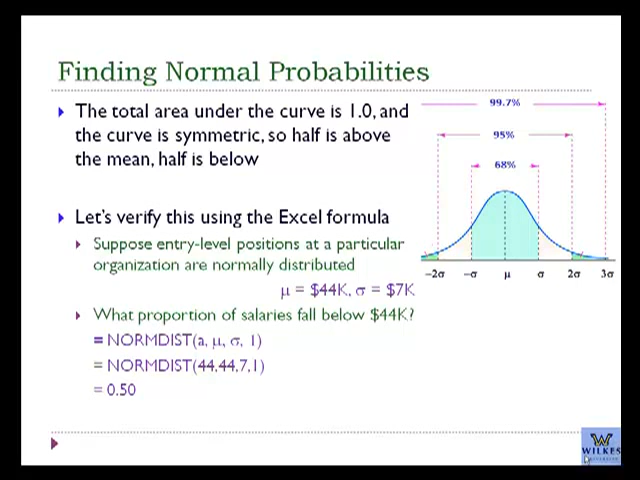 Finding Normal Probabilities
The total area under the curve is 1.0, and
the curve is symmetric, so half is above
the mean, half is below
Let's verify this using the Excel formula
Suppose entry-level positions at a particular
organization are normally distributed
μ = $44K, σ = $7K
What proportion of salaries fall below $44K?
= NORMDIST(a, μ, σ, 1)
= NORMDIST(44,44,7,1)
= 0.50
99.7%
95%
68%
−2σ −σ μ σ 2σ 3σ
WILKES